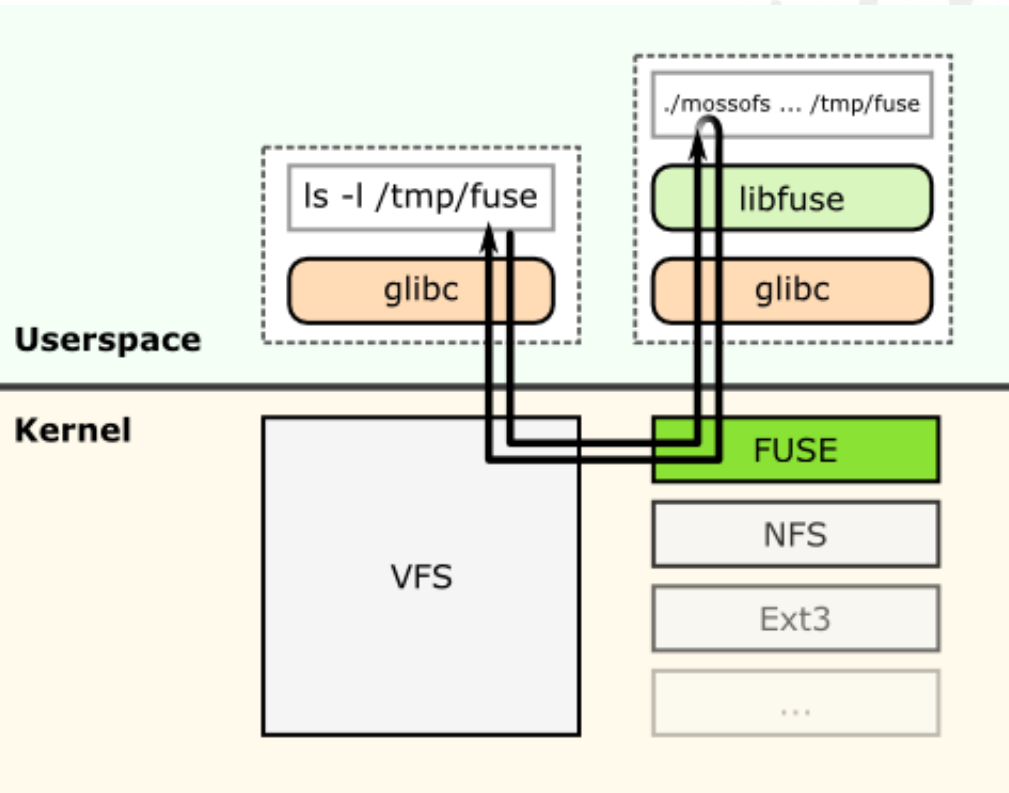 ./mossofs ... /tmp/fuse
ls -l /tmp/fuse
libfuse
glibc
glibc
Userspace
Kernel
FUSE
NFS
VFS
Ext3
...